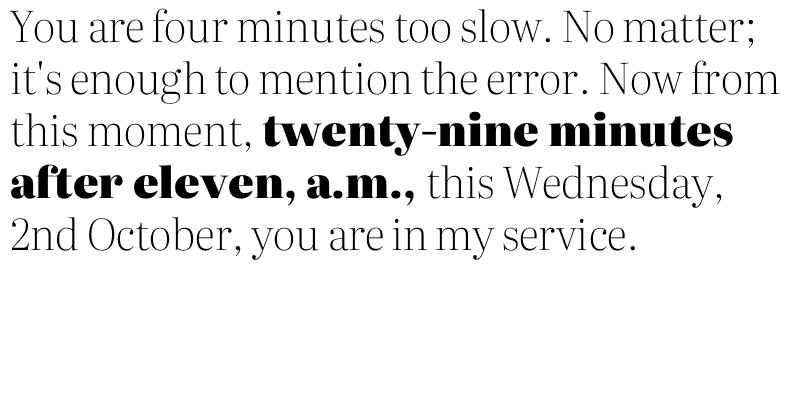 You are four minutes too slow. No matter;
it's enough to mention the error. Now from
this moment, twenty-nine minutes
after eleven, a.m., this Wednesday,
2nd October, you are in my service.